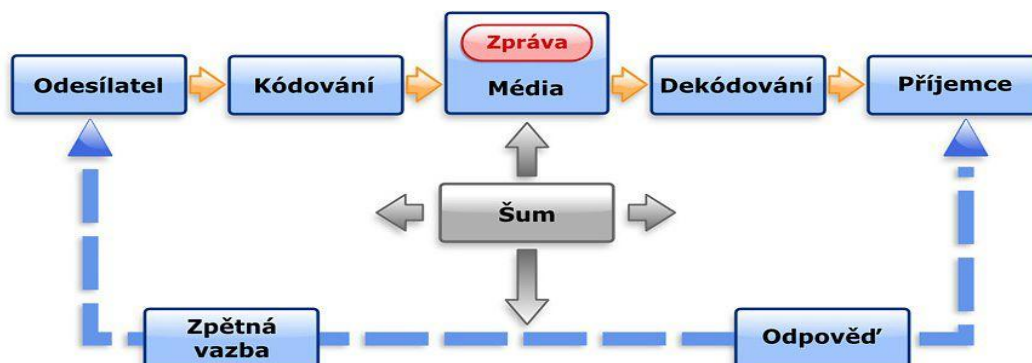 Zpráva
Odesílatel
Kódování
Média
Dekódování
Příjemce
Šum
Zpětná
vazba
Odpověď